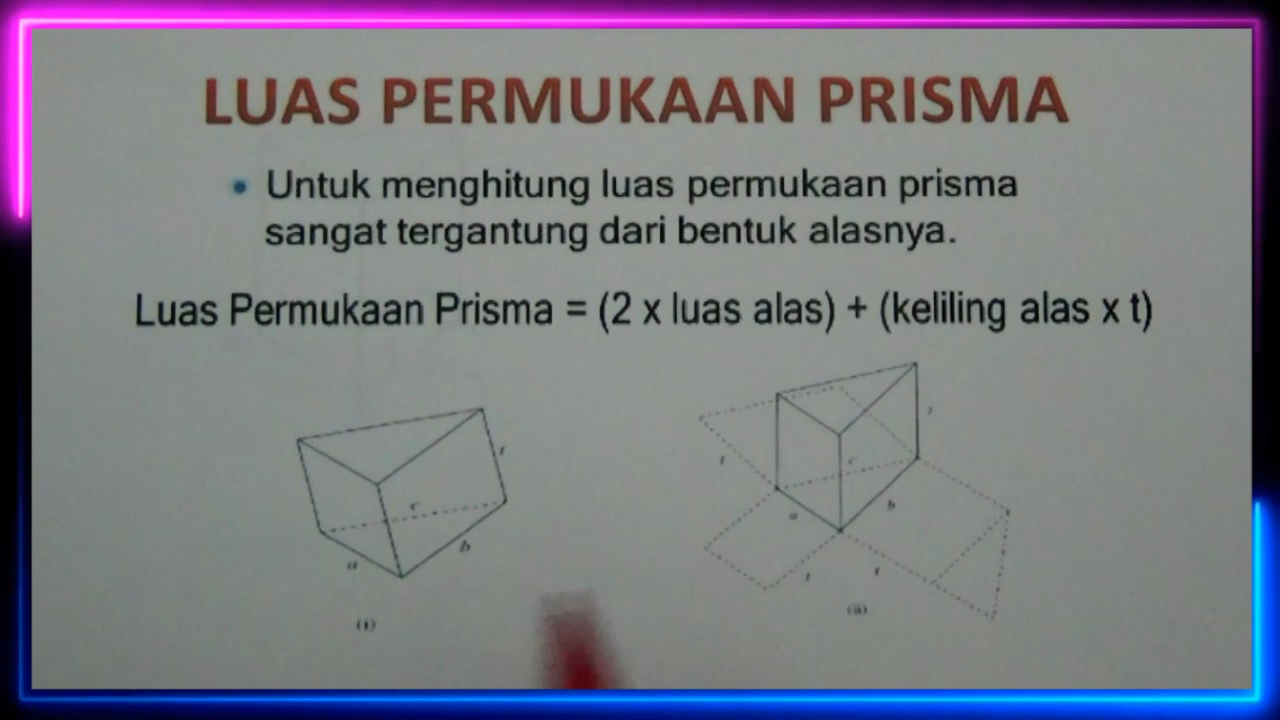 LUAS PERMUKAAN PRISMA
• Untuk menghitung luas permukaan prisma
sangat tergantung dari bentuk alasnya.
Luas Permukaan Prisma = (2 x luas alas) + (keliling alas x t)
t
c
b
a
(i)
t
t
c
a
b
t
t
(ii)